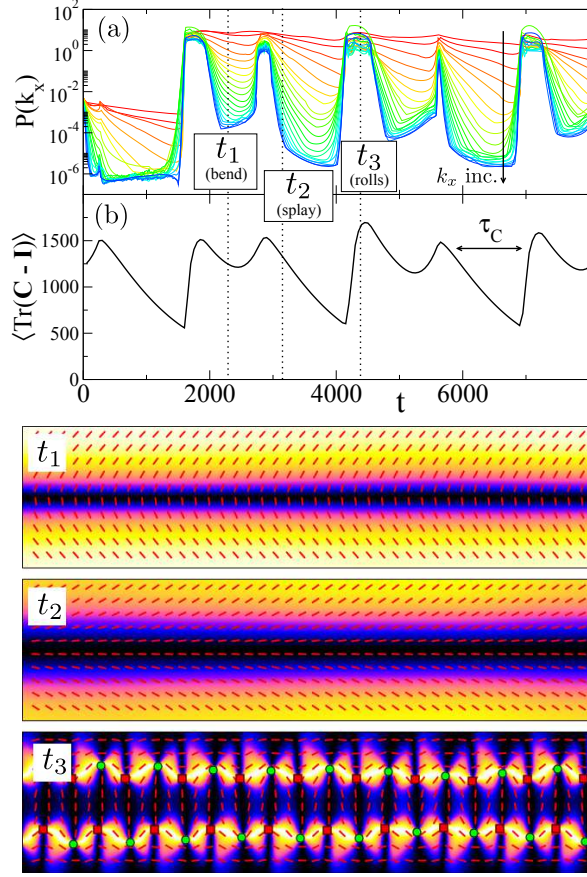 (a)
P(k_x)
10^2
10^0
10^-2
10^-4
10^-6
t_1
(bend)
t_2
(splay)
t_3
(rolls)
k_x inc.
(b)
⟨Tr(C - I)⟩
1500
1000
500
0
τ_C
0 2000 4000 6000
t
t_1
t_2
t_3